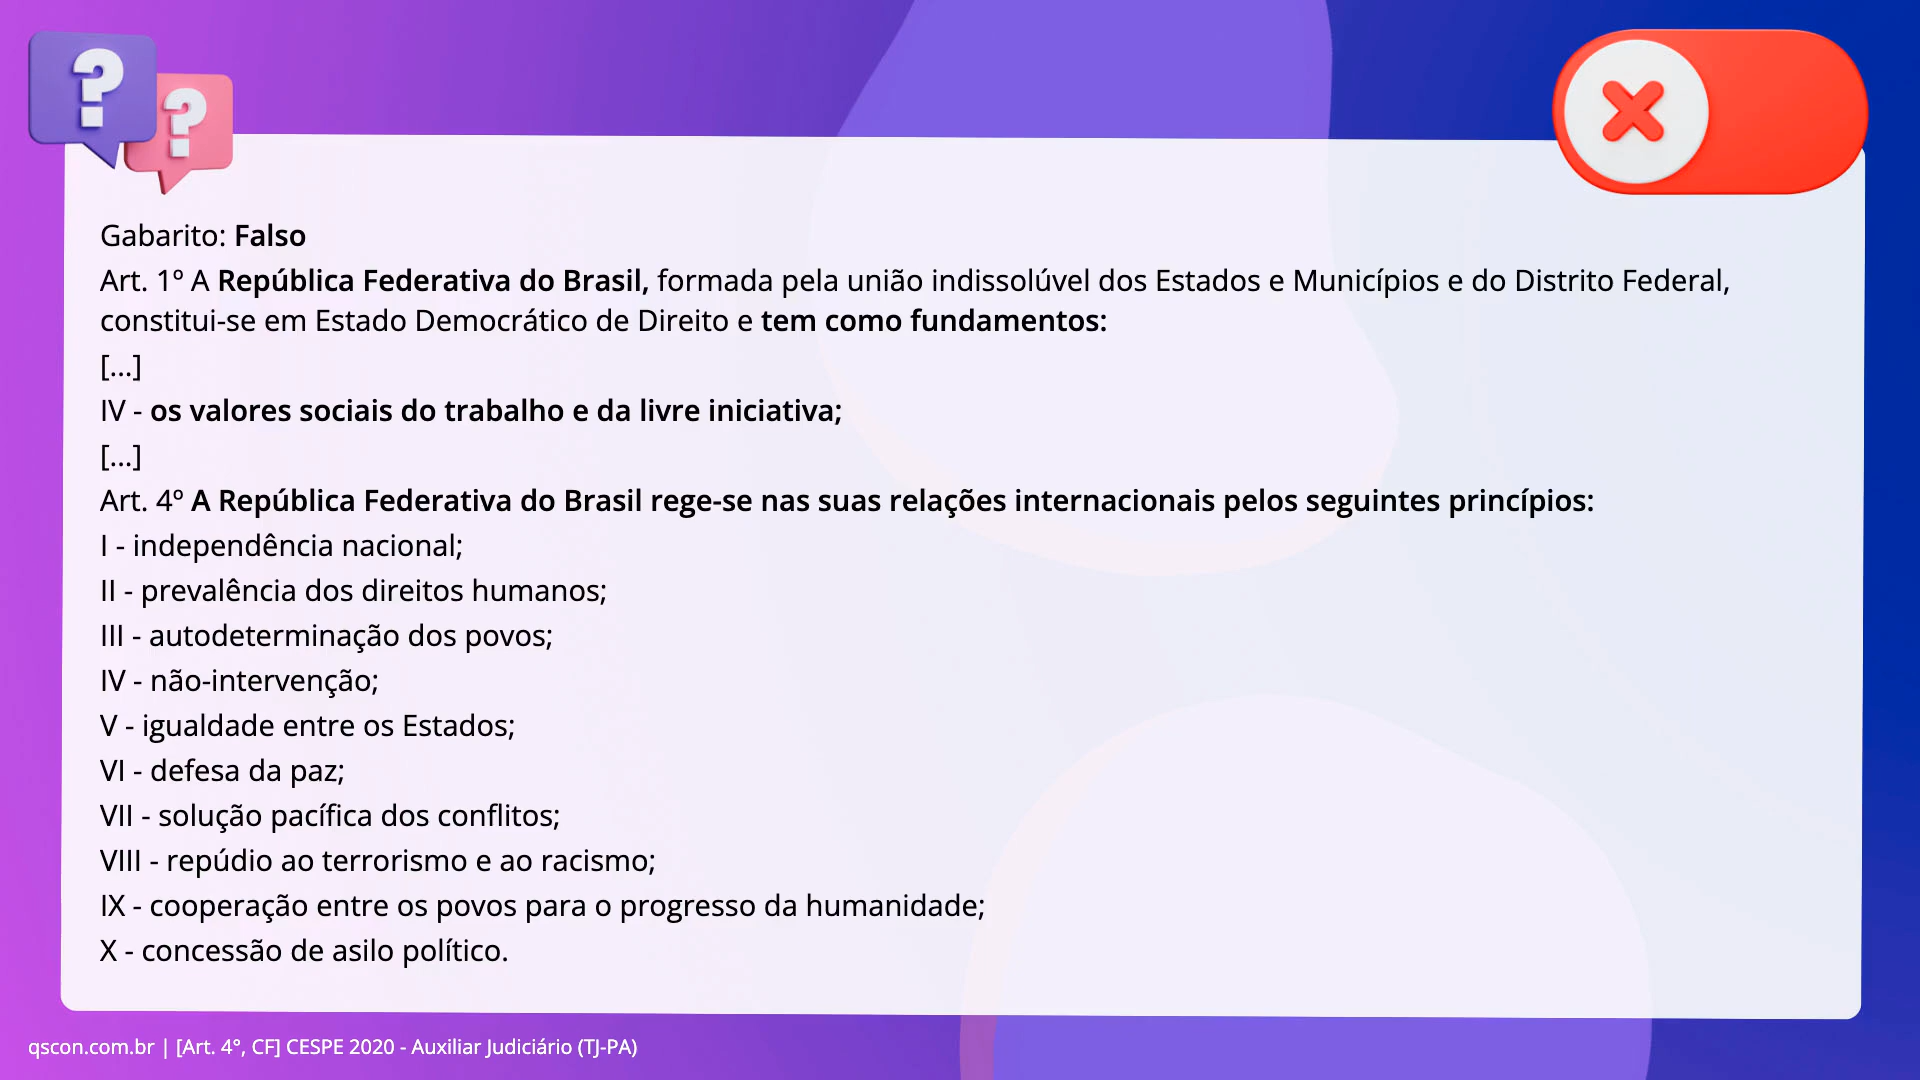 Gabarito: Falso
Art. 1º A República Federativa do Brasil, formada pela união indissolúvel dos Estados e Municípios e do Distrito Federal,
constitui-se em Estado Democrático de Direito e tem como fundamentos:
[...]
IV - os valores sociais do trabalho e da livre iniciativa;
[...]
Art. 4º A República Federativa do Brasil rege-se nas suas relações internacionais pelos seguintes princípios:
I - independência nacional;
II - prevalência dos direitos humanos;
III - autodeterminação dos povos;
IV - não-intervenção;
V - igualdade entre os Estados;
VI - defesa da paz;
VII - solução pacífica dos conflitos;
VIII - repúdio ao terrorismo e ao racismo;
IX - cooperação entre os povos para o progresso da humanidade;
X - concessão de asilo político.
qscon.com.br | [Art. 4°, CF] CESPE 2020 - Auxiliar Judiciário (TJ-PA)